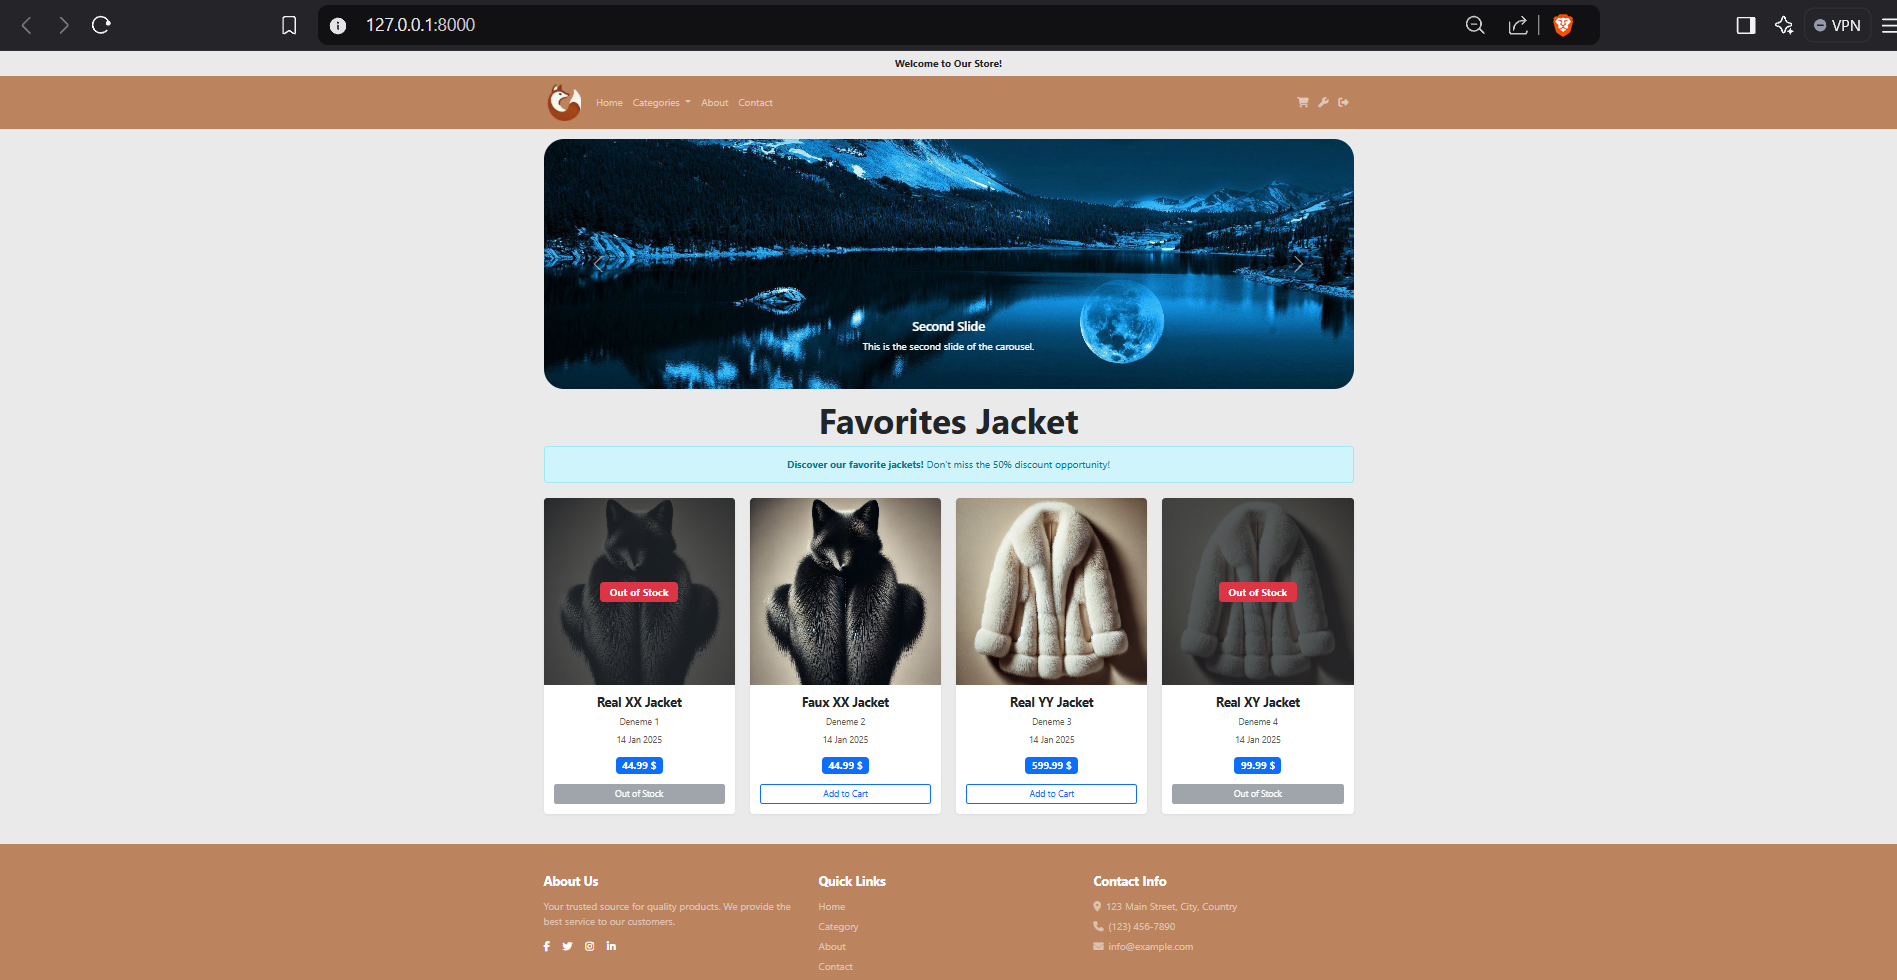 127.0.0.1:8000
VPN
Welcome to Our Store!
Home Categories About Contact
Second Slide
This is the second slide of the carousel.
Favorites Jacket
Discover our favorite jackets! Don't miss the 50% discount opportunity!
Out of Stock
Real XX Jacket
Deneme 1
14 Jan 2025
44.99 $
Out of Stock
Faux XX Jacket
Deneme 2
14 Jan 2025
44.99 $
Add to Cart
Real YY Jacket
Deneme 3
14 Jan 2025
599.99 $
Add to Cart
Out of Stock
Real XY Jacket
Deneme 4
14 Jan 2025
99.99 $
Out of Stock
About Us
Your trusted source for quality products. We provide the
best service to our customers.
Quick Links
Home
Category
About
Contact
Contact Info
123 Main Street, City, Country
(123) 456-7890
info@example.com